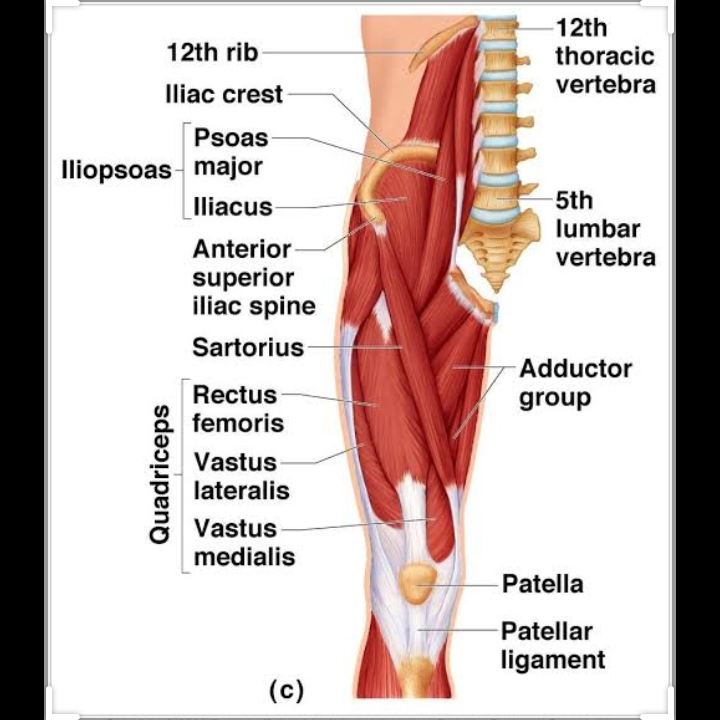 12th rib
Iliac crest
Iliopsoas
Psoas
major
Iliacus
Anterior
superior
iliac spine
Sartorius
Quadriceps
Rectus
femoris
Vastus
lateralis
Vastus
medialis
12th
thoracic
vertebra
5th
lumbar
vertebra
Adductor
group
Patella
Patellar
ligament
(c)